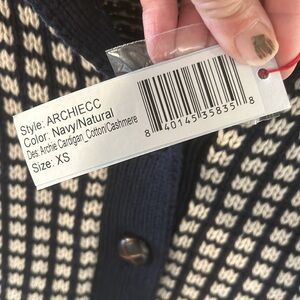 Style: ARCHIECC
Color: Navy/Natural
Des: Archie Cardigan_Cotton/Cashmere
Size: XS
8 40145 35835 8